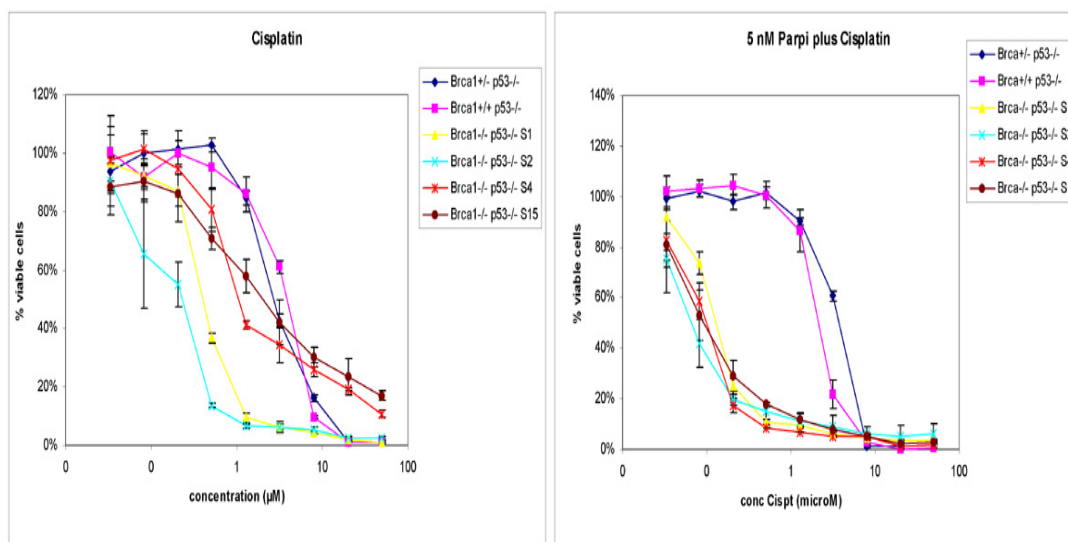 Cisplatin
Brca1+/- p53-/-
Brca1+/+ p53-/-
Brca1-/- p53-/- S1
Brca1-/- p53-/- S2
Brca1-/- p53-/- S4
Brca1-/- p53-/- S15
120%
100%
80%
60%
40%
20%
0%
% viable cells
0
0
1
10
100
concentration (µM)
5 nM Parpi plus Cisplatin
Brca+/- p53-/-
Brca+/+ p53-/-
Brca-/- p53-/- S
Brca-/- p53-/- S
Brca-/- p53-/- S
Brca-/- p53-/- S
140%
120%
100%
80%
60%
40%
20%
0%
% viable cells
0
0
1
10
100
conc Cispt (microM)